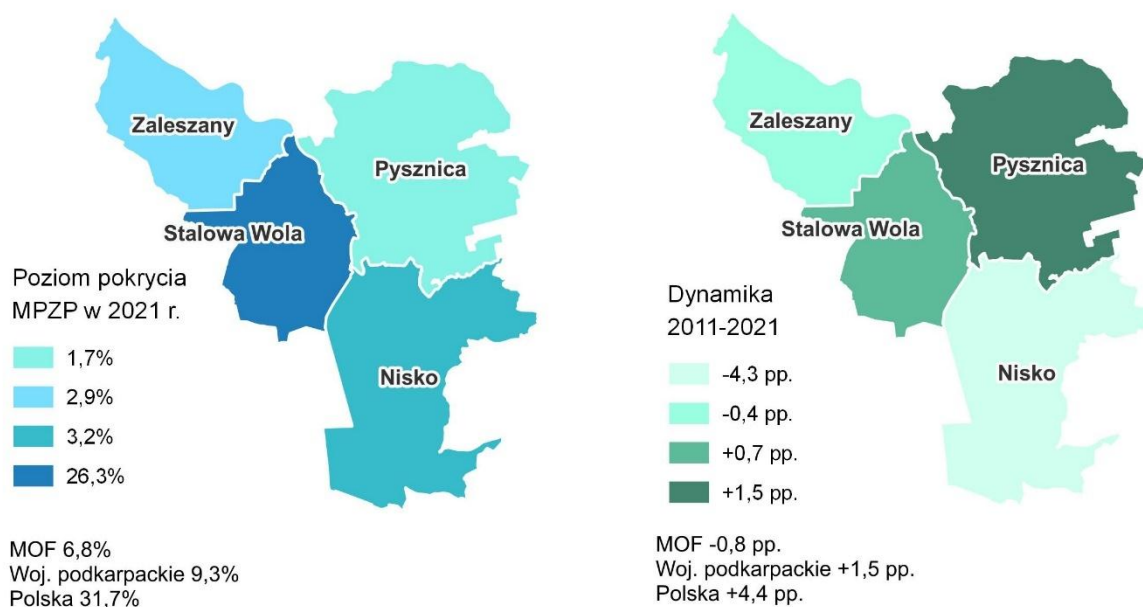 Zaleszany
Pysznica
Stalowa Wola
Nisko
Poziom pokrycia
MPZP w 2021 r.
1,7%
2,9%
3,2%
26,3%
MOF 6,8%
Woj. podkarpackie 9,3%
Polska 31,7%
Zaleszany
Pysznica
Stalowa Wola
Nisko
Dynamika
2011-2021
-4,3 pp.
-0,4 pp.
+0,7 pp.
+1,5 pp.
MOF -0,8 pp.
Woj. podkarpackie +1,5 pp.
Polska +4,4 pp.